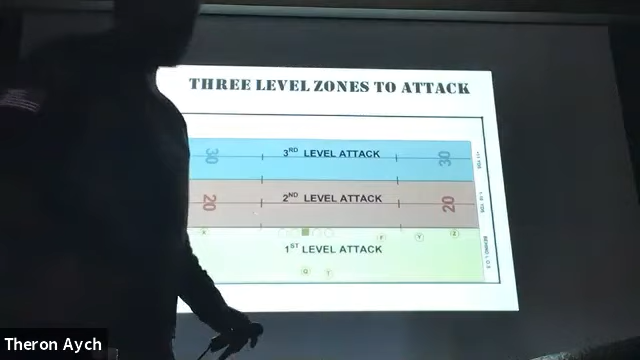 THREE LEVEL ZONES TO ATTACK
30 3RD LEVEL ATTACK 30
20 2ND LEVEL ATTACK 20
X F Y Z
1ST LEVEL ATTACK
Q T
BEHIND L.O.S
Theron Aych